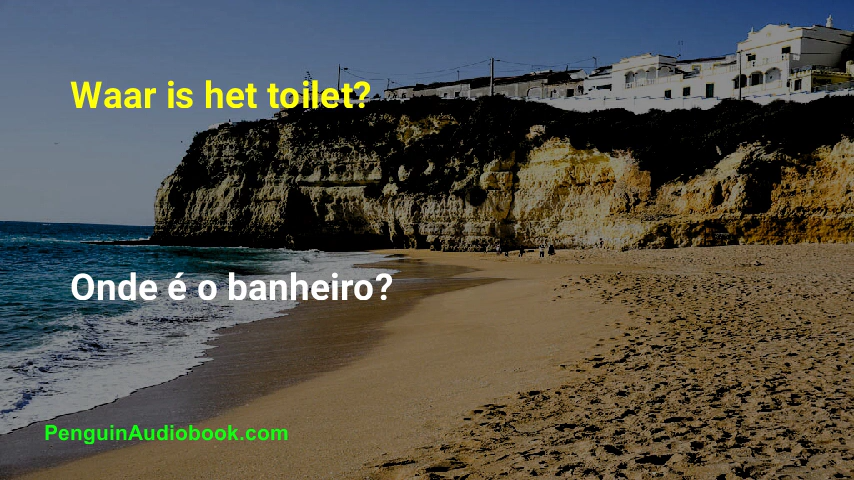 Waar is het toilet?
Onde é o banheiro?
PenguinAudiobook.com